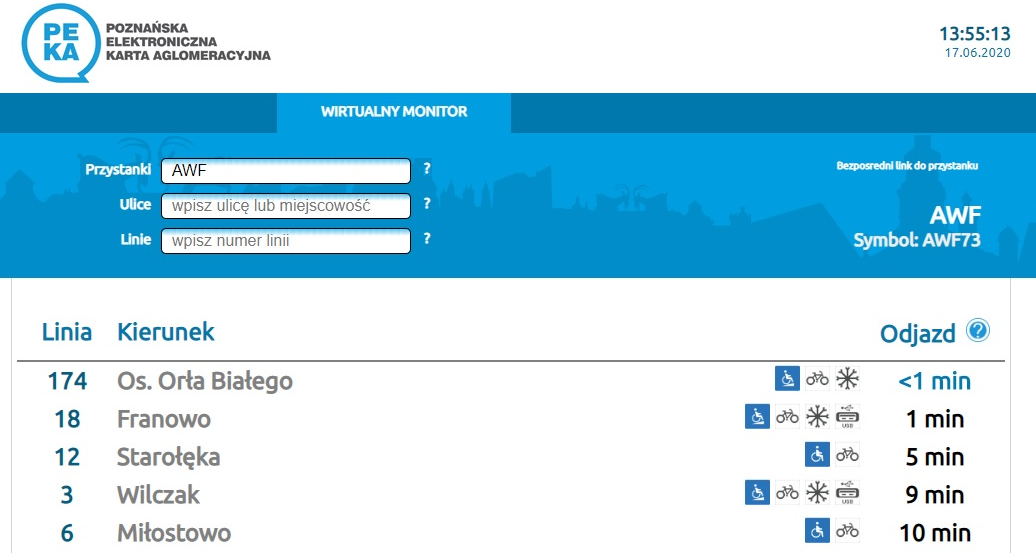 PEKA
POZNAŃSKA
ELEKTRONICZNA
KARTA AGLOMERACYJNA
13:55:13
17.06.2020
WIRTUALNY MONITOR
Przystanki AWF ?
Ulice wpisz ulicę lub miejscowość ?
Linie wpisz numer linii ?
Bezposredni link do przystanku
AWF
Symbol: AWF73
Linia Kierunek Odjazd ?
174 Os. Orła Białego <1 min
18 Franowo USB 1 min
12 Starołęka 5 min
3 Wilczak USB 9 min
6 Miłostowo 10 min